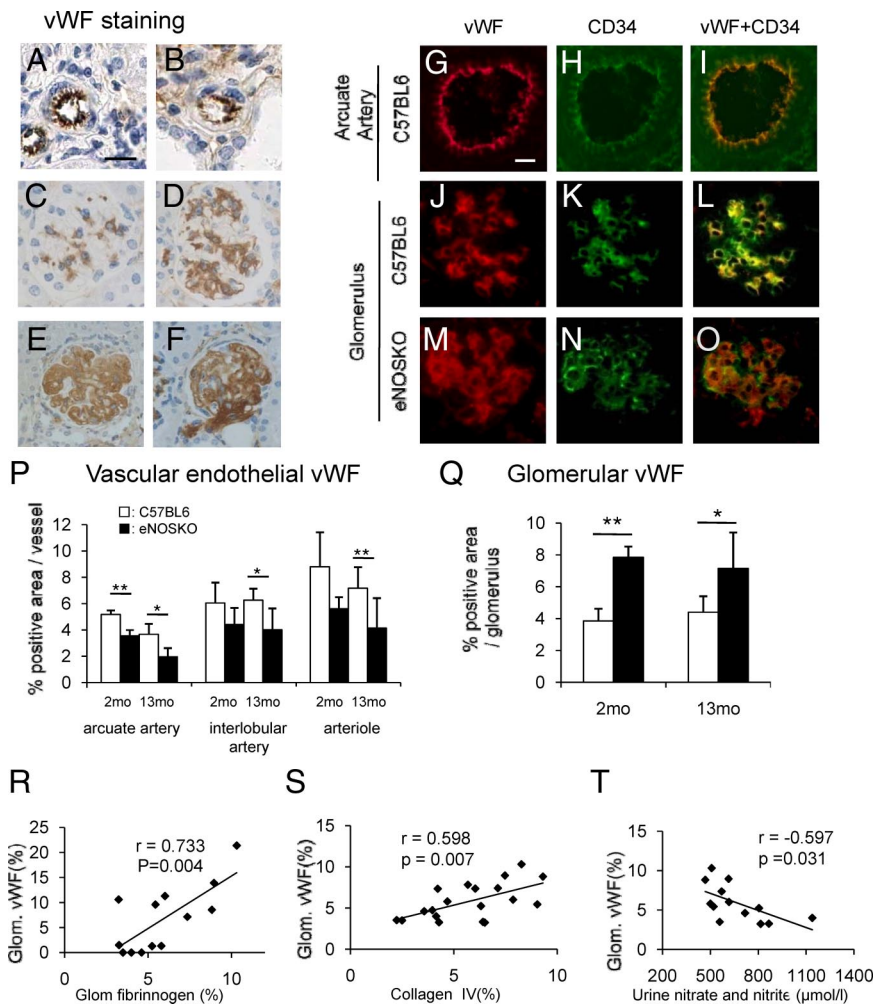 vWF staining
A B
C D
E F
vWF CD34 vWF+CD34
Arcuate
Artery
C57BL6
G H I
Glomerulus
C57BL6
J K L
eNOSKO
M N O
P Vascular endothelial vWF
% positive area / vessel
12
10
8
6
4
2
0
: C57BL6
: eNOSKO
** * * **
2mo 13mo 2mo 13mo 2mo 13mo
arcuate artery interlobular artery arteriole
Q Glomerular vWF
% positive area
/ glomerulus
10
8
6
4
2
0
** *
2mo 13mo
R
Glom. vWF(%)
25
20
15
10
5
0
r = 0.733
P=0.004
0 5 10
Glom fibrinnogen (%)
S
Glom. vWF(%)
15
10
5
0
r = 0.598
p = 0.007
0 5 10
Collagen IV(%)
T
Glom. vWF(%)
15
10
5
0
r = -0.597
p =0.031
200 500 800 1100 1400
Urine nitrate and nitrite (μmol/l)